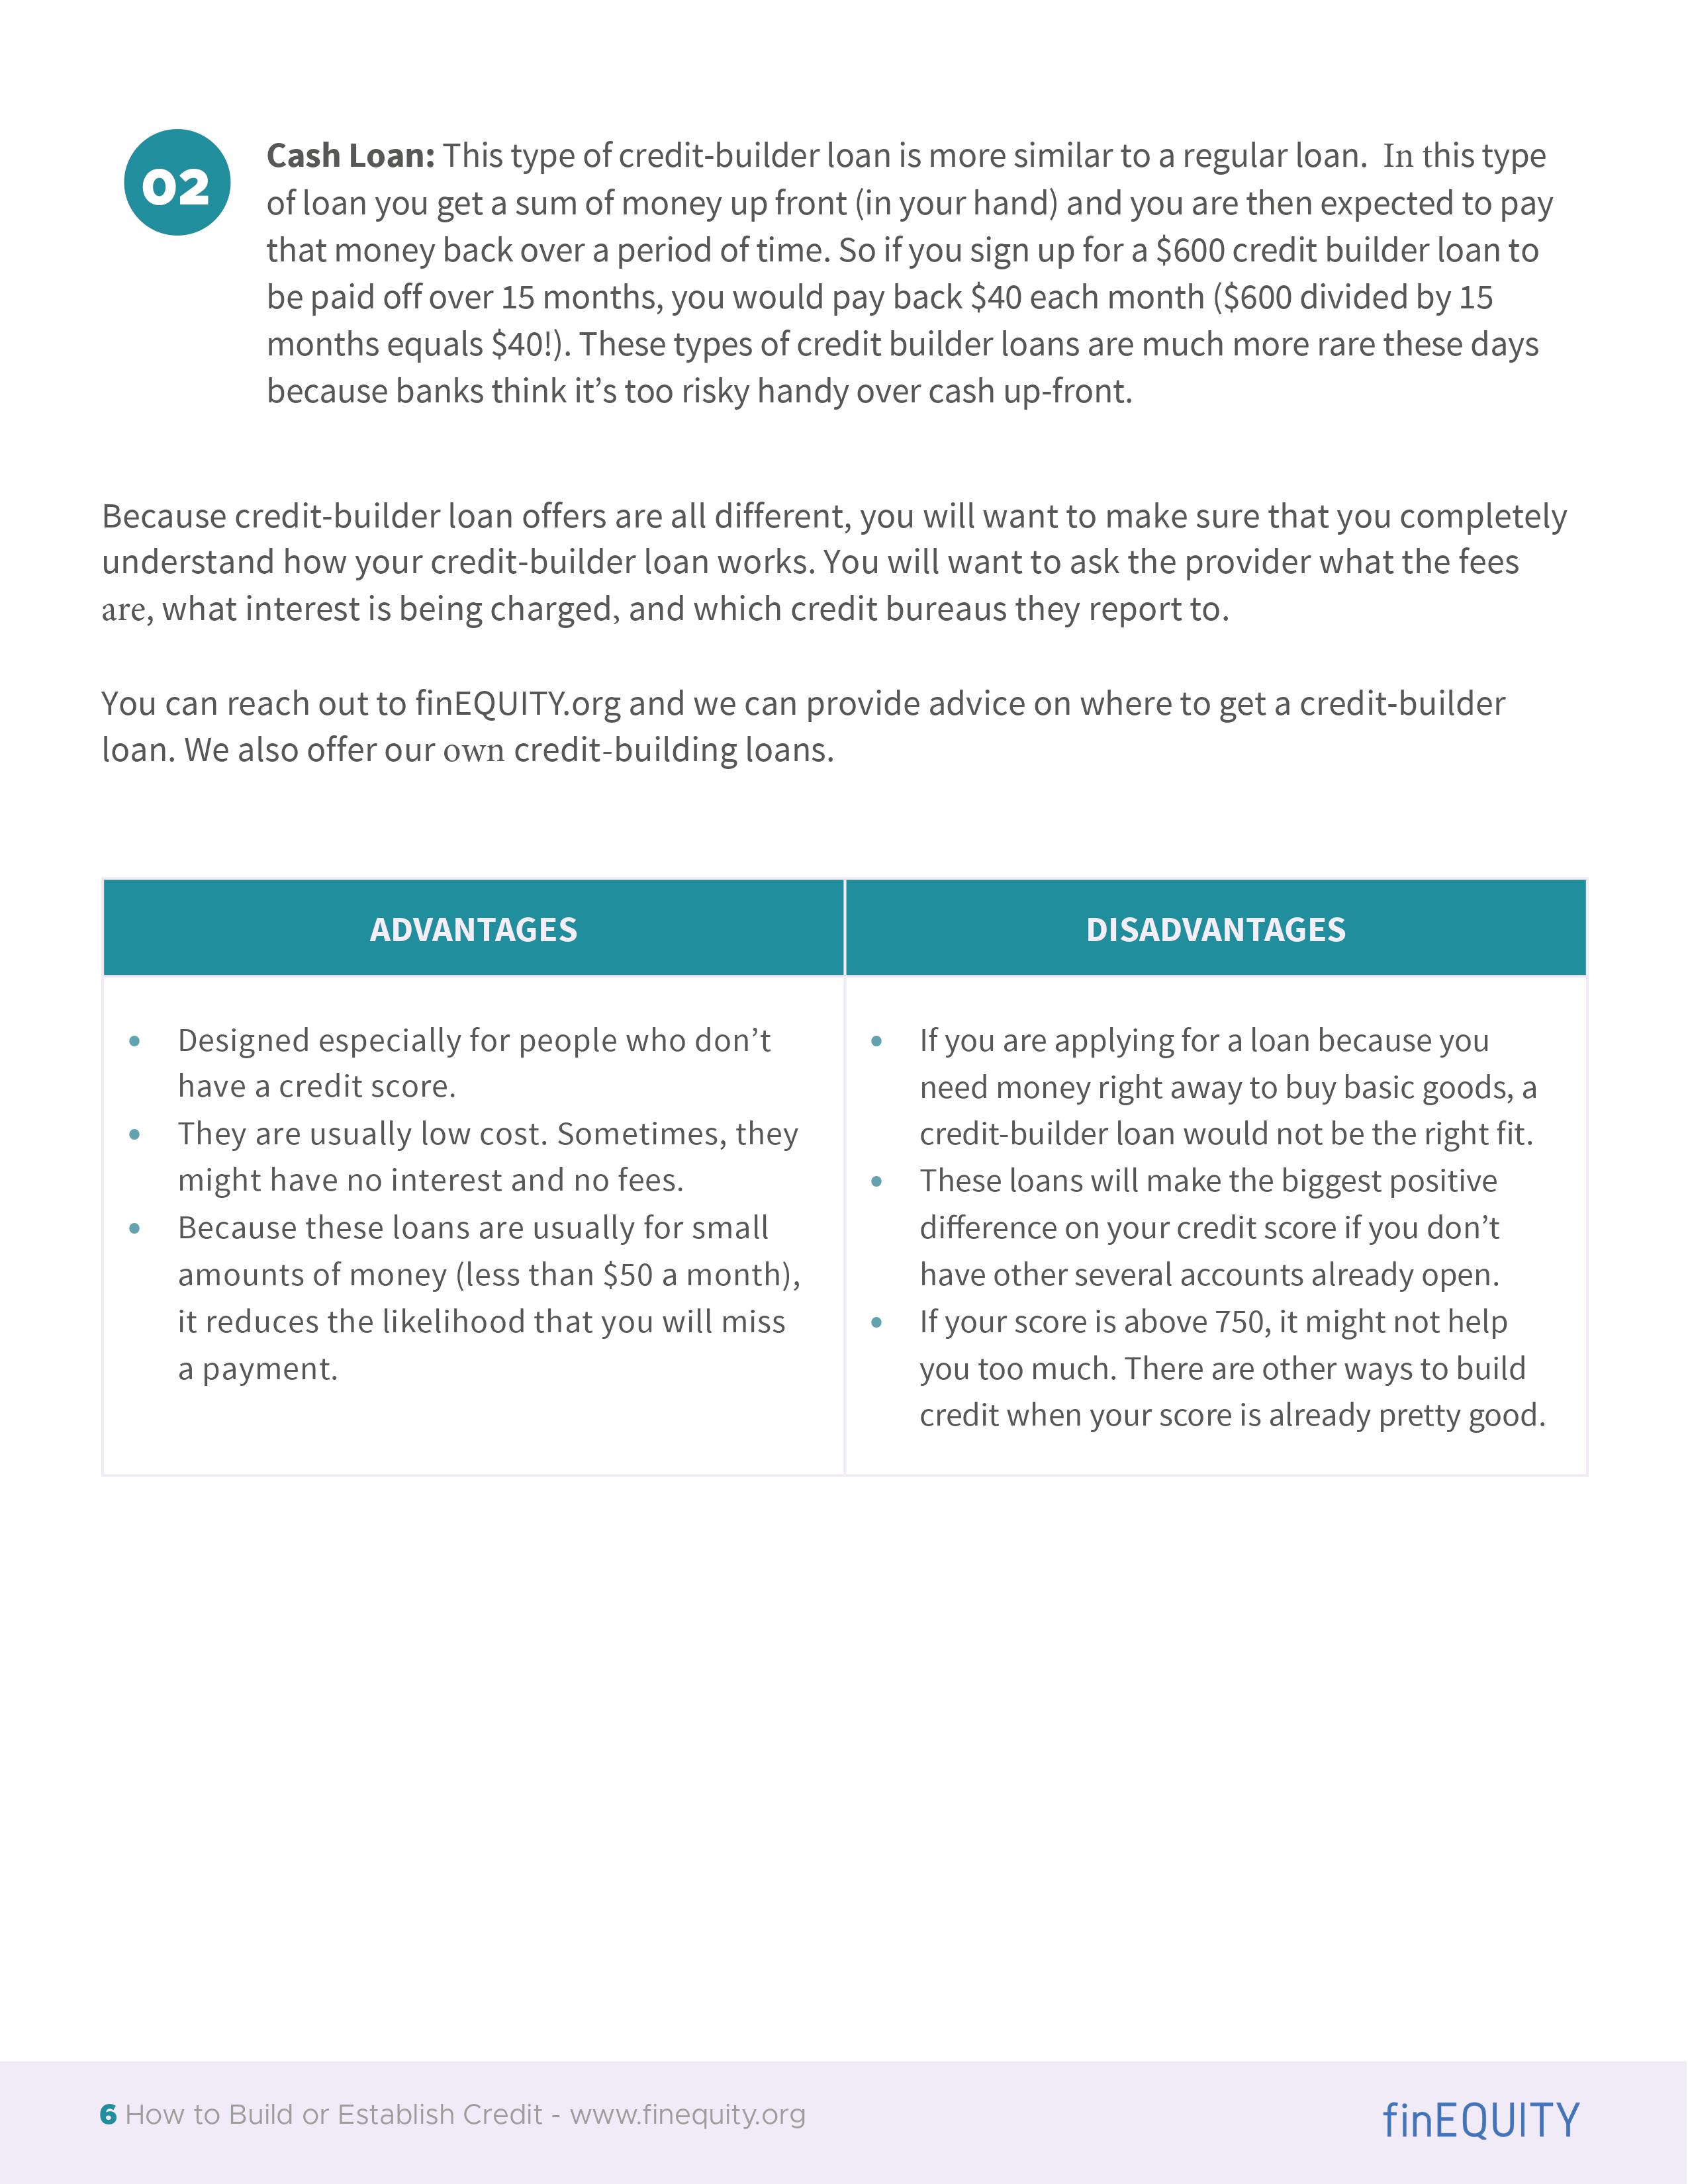 02
Cash Loan: This type of credit-builder loan is more similar to a regular loan.  In this type
of loan you get a sum of money up front (in your hand) and you are then expected to pay
that money back over a period of time. So if you sign up for a $600 credit builder loan to
be paid off over 15 months, you would pay back $40 each month ($600 divided by 15
months equals $40!). These types of credit builder loans are much more rare these days
because banks think it’s too risky handy over cash up-front.
Because credit-builder loan offers are all different, you will want to make sure that you completely
understand how your credit-builder loan works. You will want to ask the provider what the fees
are, what interest is being charged, and which credit bureaus they report to.
You can reach out to finEQUITY.org and we can provide advice on where to get a credit-builder
loan. We also offer our own credit-building loans.
ADVANTAGES
• Designed especially for people who don’t
have a credit score.
• They are usually low cost. Sometimes, they
might have no interest and no fees.
• Because these loans are usually for small
amounts of money (less than $50 a month),
it reduces the likelihood that you will miss
a payment.
DISADVANTAGES
• If you are applying for a loan because you
need money right away to buy basic goods, a
credit-builder loan would not be the right fit.
• These loans will make the biggest positive
difference on your credit score if you don’t
have other several accounts already open.
• If your score is above 750, it might not help
you too much. There are other ways to build
credit when your score is already pretty good.
6 How to Build or Establish Credit - www.finequity.org
finEQUITY